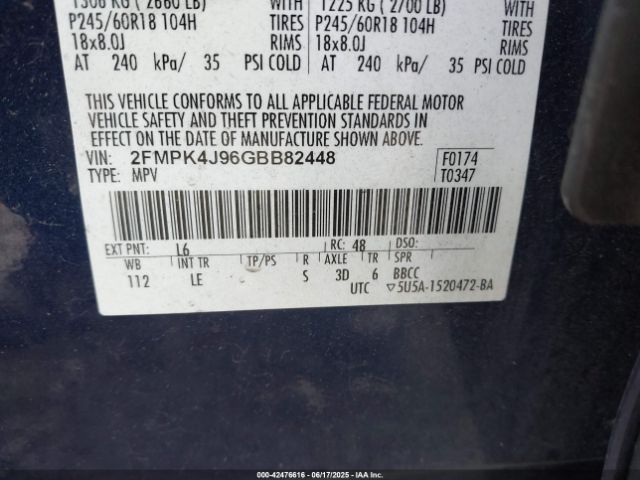 1306 KG ( 2880 LB) WITH 1225 KG ( 2700 LB) WITH
P245/60R18 104H TIRES P245/60R18 104H TIRES
18x8.0J RIMS 18x8.0J RIMS
AT 240 kPa/ 35 PSI COLD AT 240 kPa/ 35 PSI COLD
THIS VEHICLE CONFORMS TO ALL APPLICABLE FEDERAL MOTOR
VEHICLE SAFETY AND THEFT PREVENTION STANDARDS IN
EFFECT ON THE DATE OF MANUFACTURE SHOWN ABOVE.
VIN: 2FMPK4J96GBB82448 F0174
TYPE: MPV T0347
EXT PNT: L6 RC: 48 DSO:
WB INT TR TP/PS R AXLE TR SPR
112 LE S 3D 6 BBCC
UTC ▽5U5A-1520472-BA
000-42476616 - 06/17/2025 - IAAI, Inc.